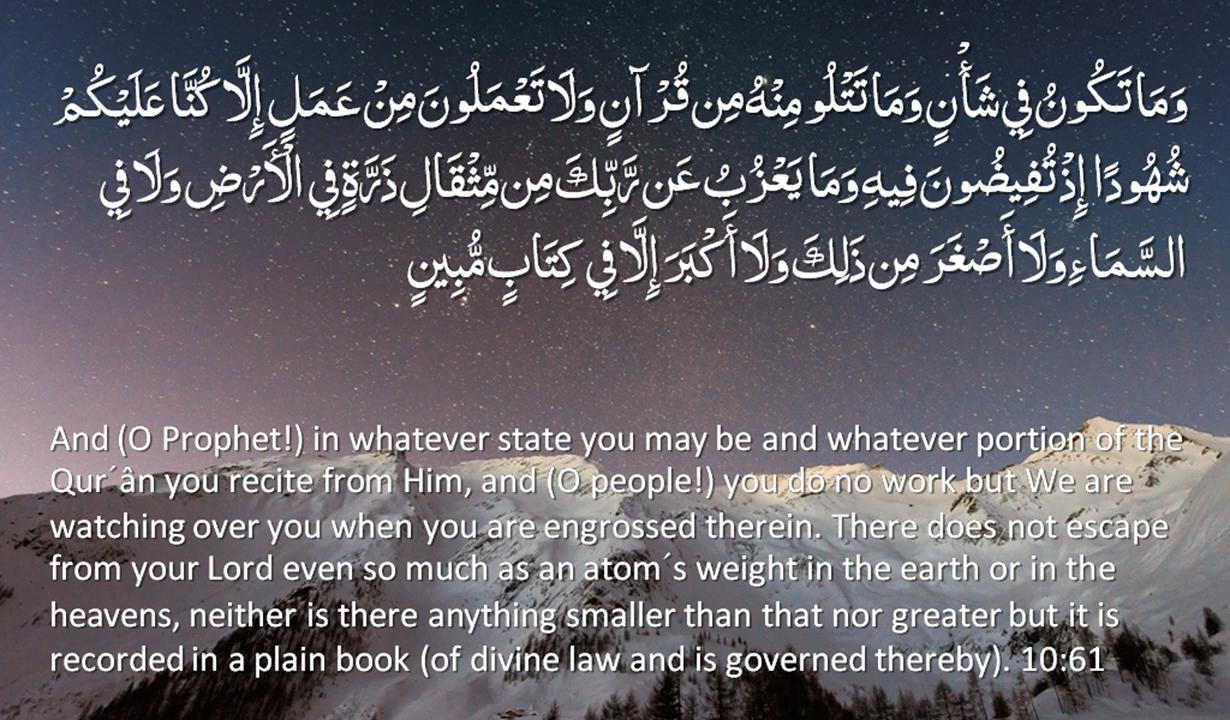 وَمَا تَكُونُ فِي شَأْنٍ وَمَا تَتْلُو مِنْهُ مِن قُرْآنٍ وَلَا تَعْمَلُونَ مِنْ عَمَلٍ إِلَّا كُنَّا عَلَيْكُمْ
شُهُودًا إِذْ تُفِيضُونَ فِيهِ وَمَا يَعْزُبُ عَن رَّبِّكَ مِن مِّثْقَالِ ذَرَّةٍ فِي الْأَرْضِ وَلَا فِي
السَّمَاءِ وَلَا أَصْغَرَ مِن ذَٰلِكَ وَلَا أَكْبَرَ إِلَّا فِي كِتَابٍ مُّبِينٍ
And (O Prophet!) in whatever state you may be and whatever portion of the
Qur´ân you recite from Him, and (O people!) you do no work but We are
watching over you when you are engrossed therein. There does not escape
from your Lord even so much as an atom´s weight in the earth or in the
heavens, neither is there anything smaller than that nor greater but it is
recorded in a plain book (of divine law and is governed thereby). 10:61